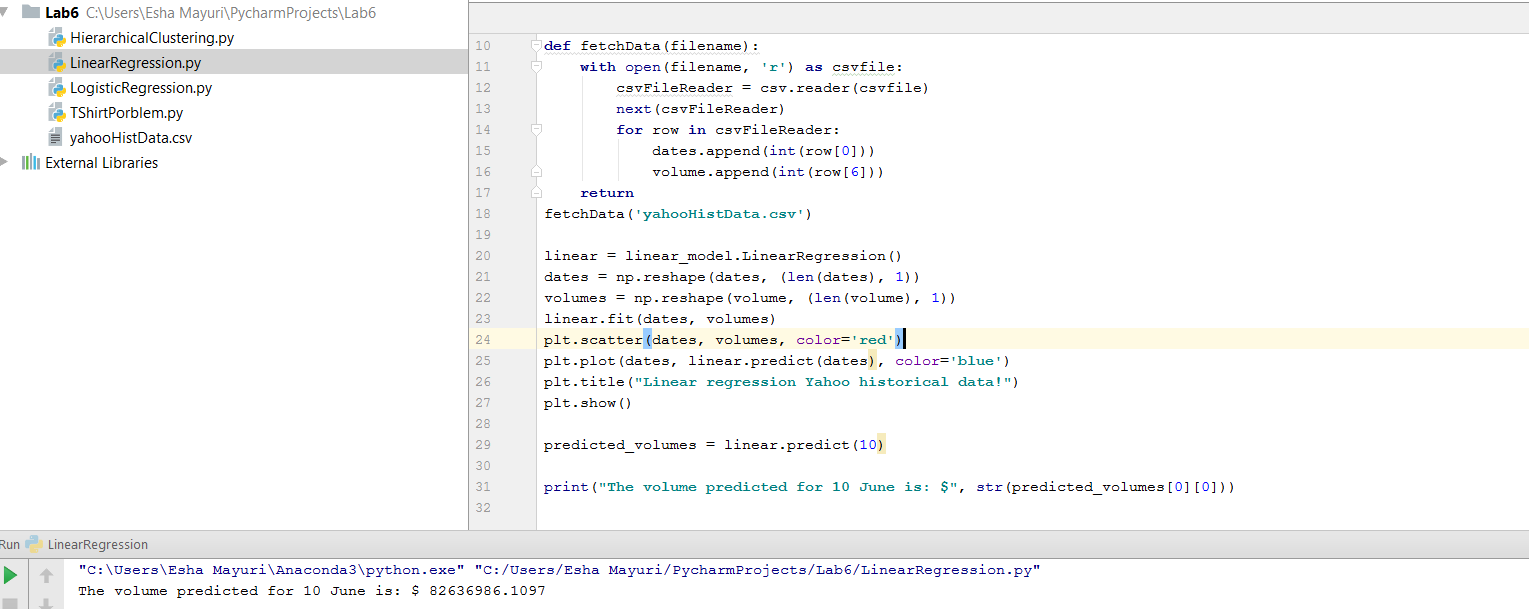 Lab6 C:\Users\Esha Mayuri\PycharmProjects\Lab6
HierarchicalClustering.py
LinearRegression.py
LogisticRegression.py
TShirtPorblem.py
yahooHistData.csv
External Libraries
10 def fetchData(filename):
11     with open(filename, 'r') as csvfile:
12         csvFileReader = csv.reader(csvfile)
13         next(csvFileReader)
14         for row in csvFileReader:
15             dates.append(int(row[0]))
16             volume.append(int(row[6]))
17     return
18 fetchData('yahooHistData.csv')
19
20 linear = linear_model.LinearRegression()
21 dates = np.reshape(dates, (len(dates), 1))
22 volumes = np.reshape(volume, (len(volume), 1))
23 linear.fit(dates, volumes)
24 plt.scatter(dates, volumes, color='red')
25 plt.plot(dates, linear.predict(dates), color='blue')
26 plt.title("Linear regression Yahoo historical data!")
27 plt.show()
28
29 predicted_volumes = linear.predict(10)
30
31 print("The volume predicted for 10 June is: $", str(predicted_volumes[0][0]))
32
Run LinearRegression
"C:\Users\Esha Mayuri\Anaconda3\python.exe" "C:/Users/Esha Mayuri/PycharmProjects/Lab6/LinearRegression.py"
The volume predicted for 10 June is: $ 82636986.1097